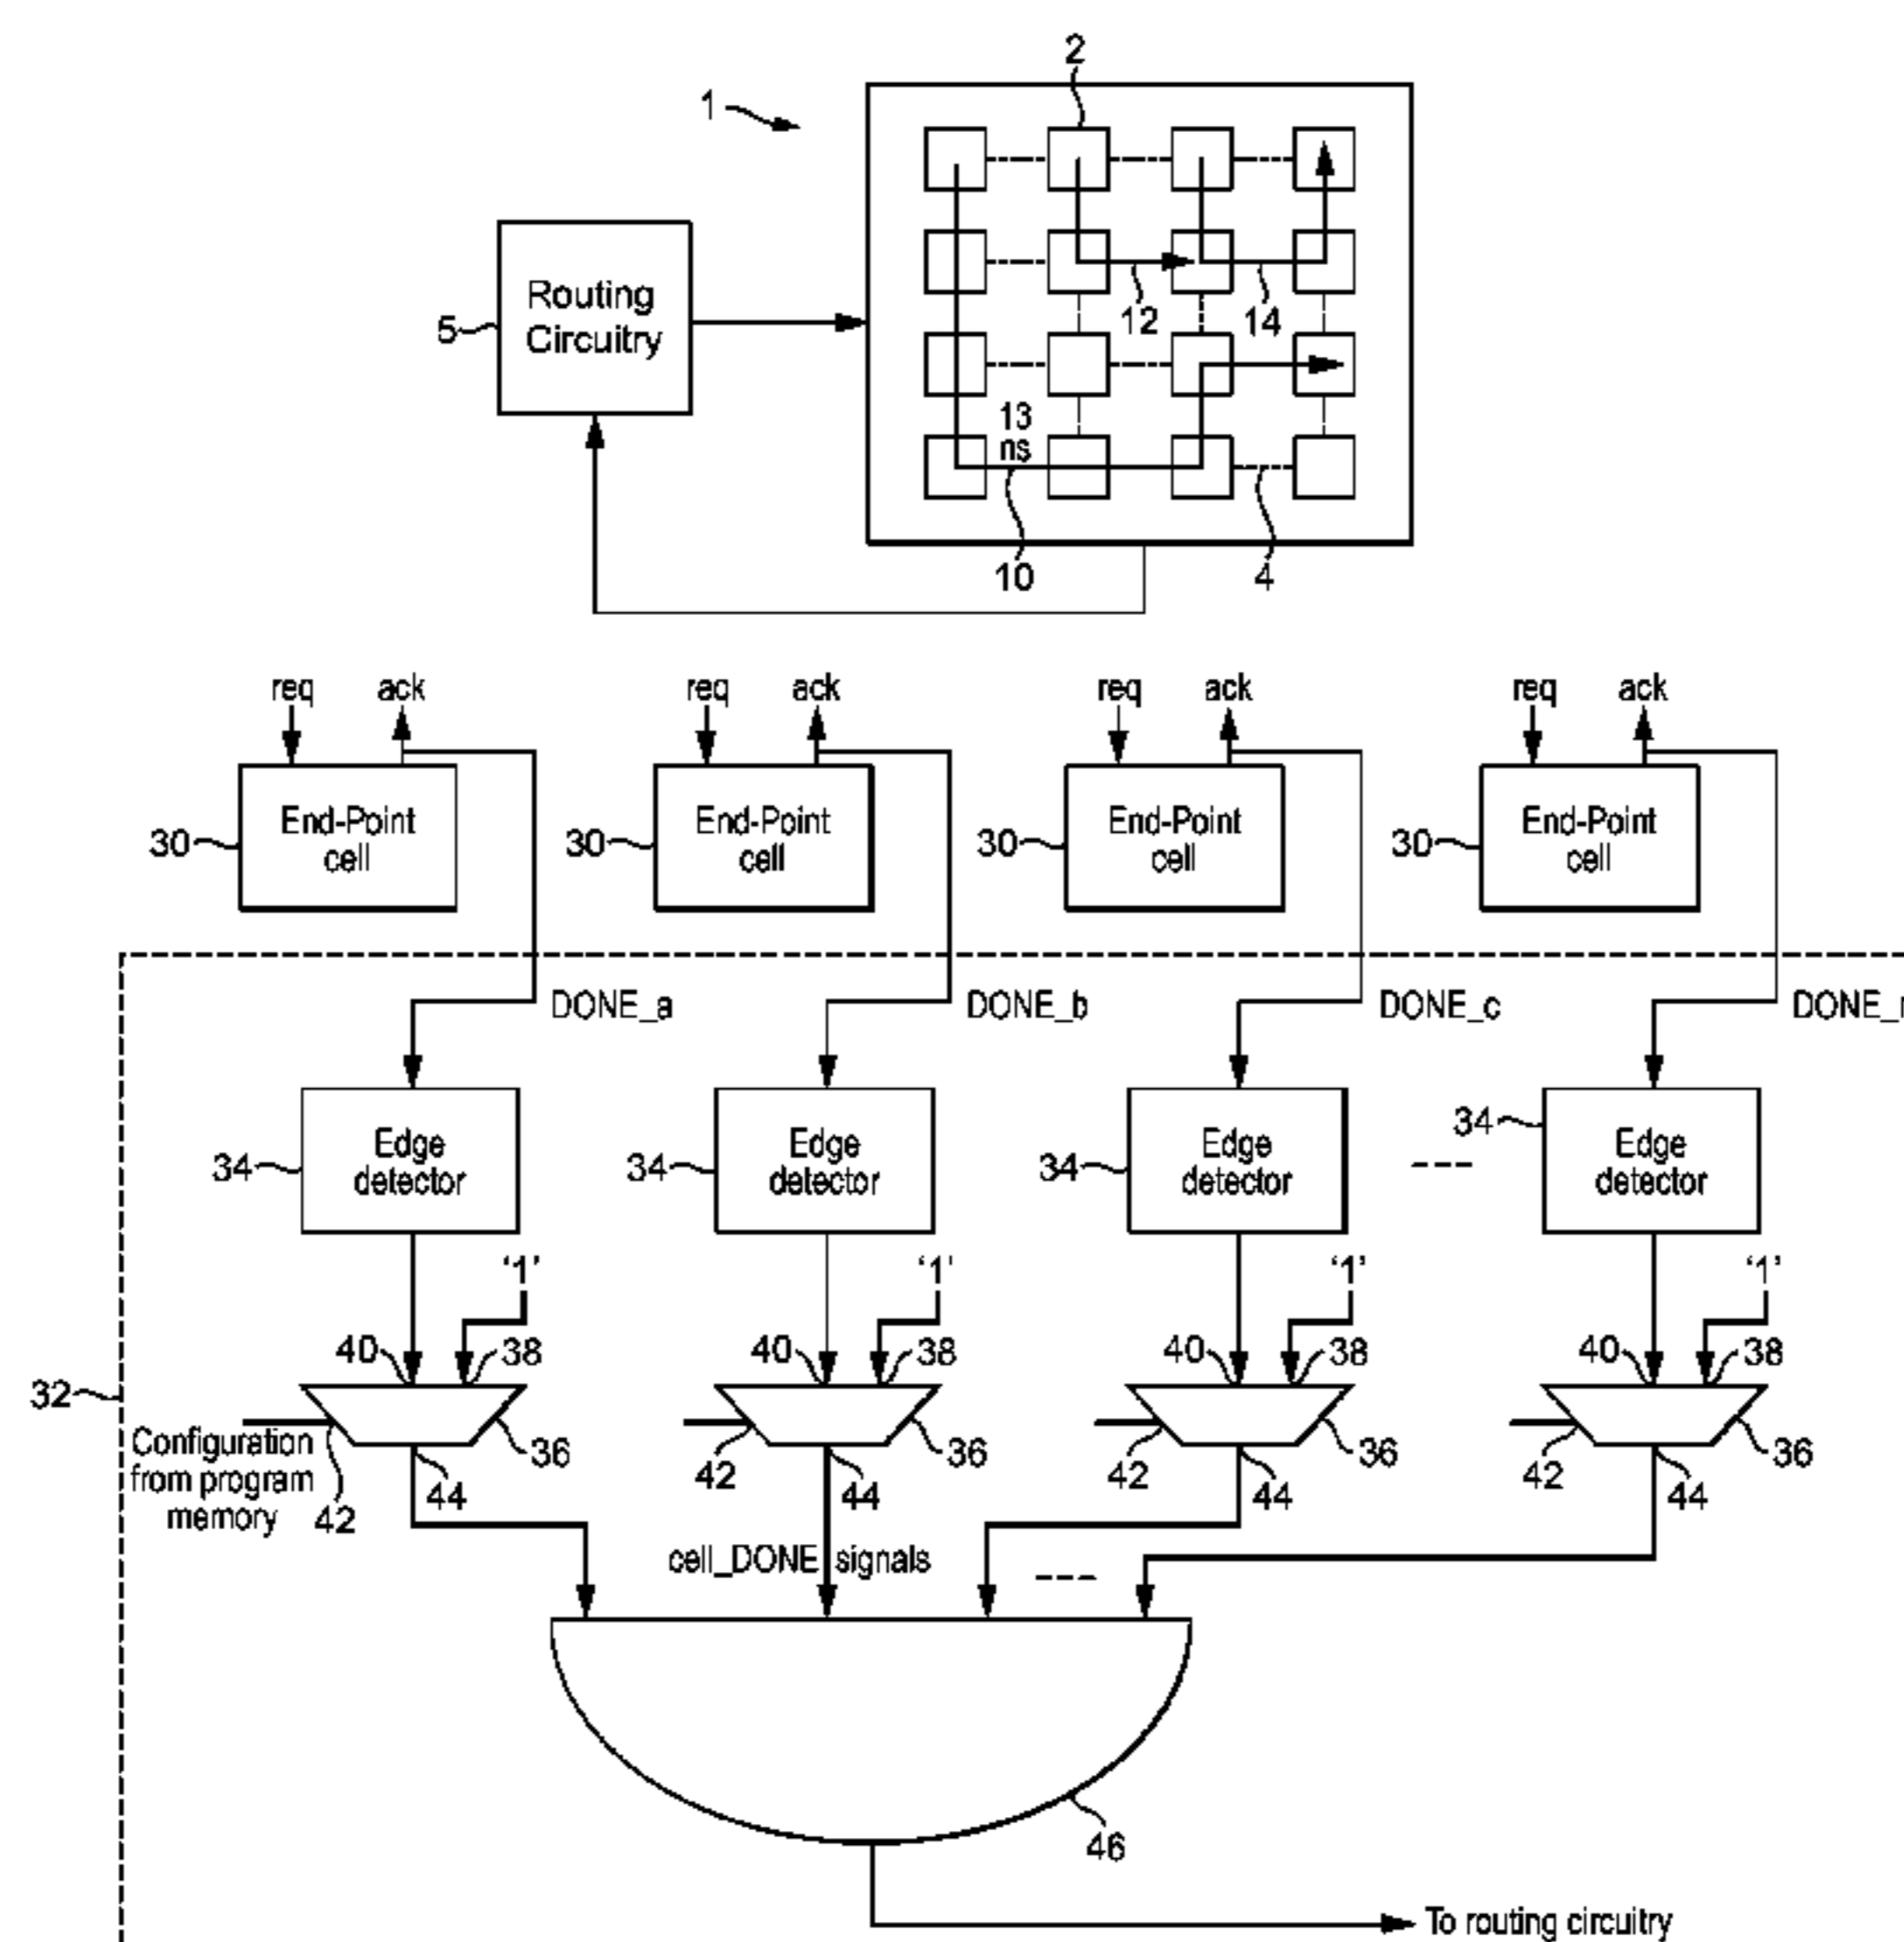 2
1
Routing
Circuitry
5
12
14
13
ns
10
4
req ack req ack req ack req ack
End-Point
cell
30
End-Point
cell
30
End-Point
cell
30
End-Point
cell
30
DONE_a
DONE_b
DONE_c
Edge
detector
34
Edge
detector
34
Edge
detector
34
Edge
detector
34
'1' '1' '1' '1'
40 38 40 38 40 38 40 38
32
Configuration
from program
memory
42
44
36
42
44
36
42
44
36
42
44
36
cell_DONE signals
46
To routing circuitry